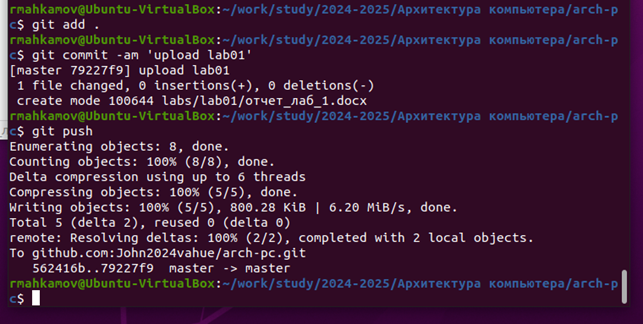 rmahkamov@Ubuntu-VirtualBox:~/work/study/2024-2025/Архитектура компьютера/arch-p
c$ git add .
rmahkamov@Ubuntu-VirtualBox:~/work/study/2024-2025/Архитектура компьютера/arch-p
c$ git commit -am 'upload lab01'
[master 79227f9] upload lab01
 1 file changed, 0 insertions(+), 0 deletions(-)
 create mode 100644 labs/lab01/отчет_лаб_1.docx
rmahkamov@Ubuntu-VirtualBox:~/work/study/2024-2025/Архитектура компьютера/arch-p
c$ git push
Enumerating objects: 8, done.
Counting objects: 100% (8/8), done.
Delta compression using up to 6 threads
Compressing objects: 100% (5/5), done.
Writing objects: 100% (5/5), 800.28 KiB | 6.20 MiB/s, done.
Total 5 (delta 2), reused 0 (delta 0)
remote: Resolving deltas: 100% (2/2), completed with 2 local objects.
To github.com:John2024vahue/arch-pc.git
   562416b..79227f9  master -> master
rmahkamov@Ubuntu-VirtualBox:~/work/study/2024-2025/Архитектура компьютера/arch-p
c$